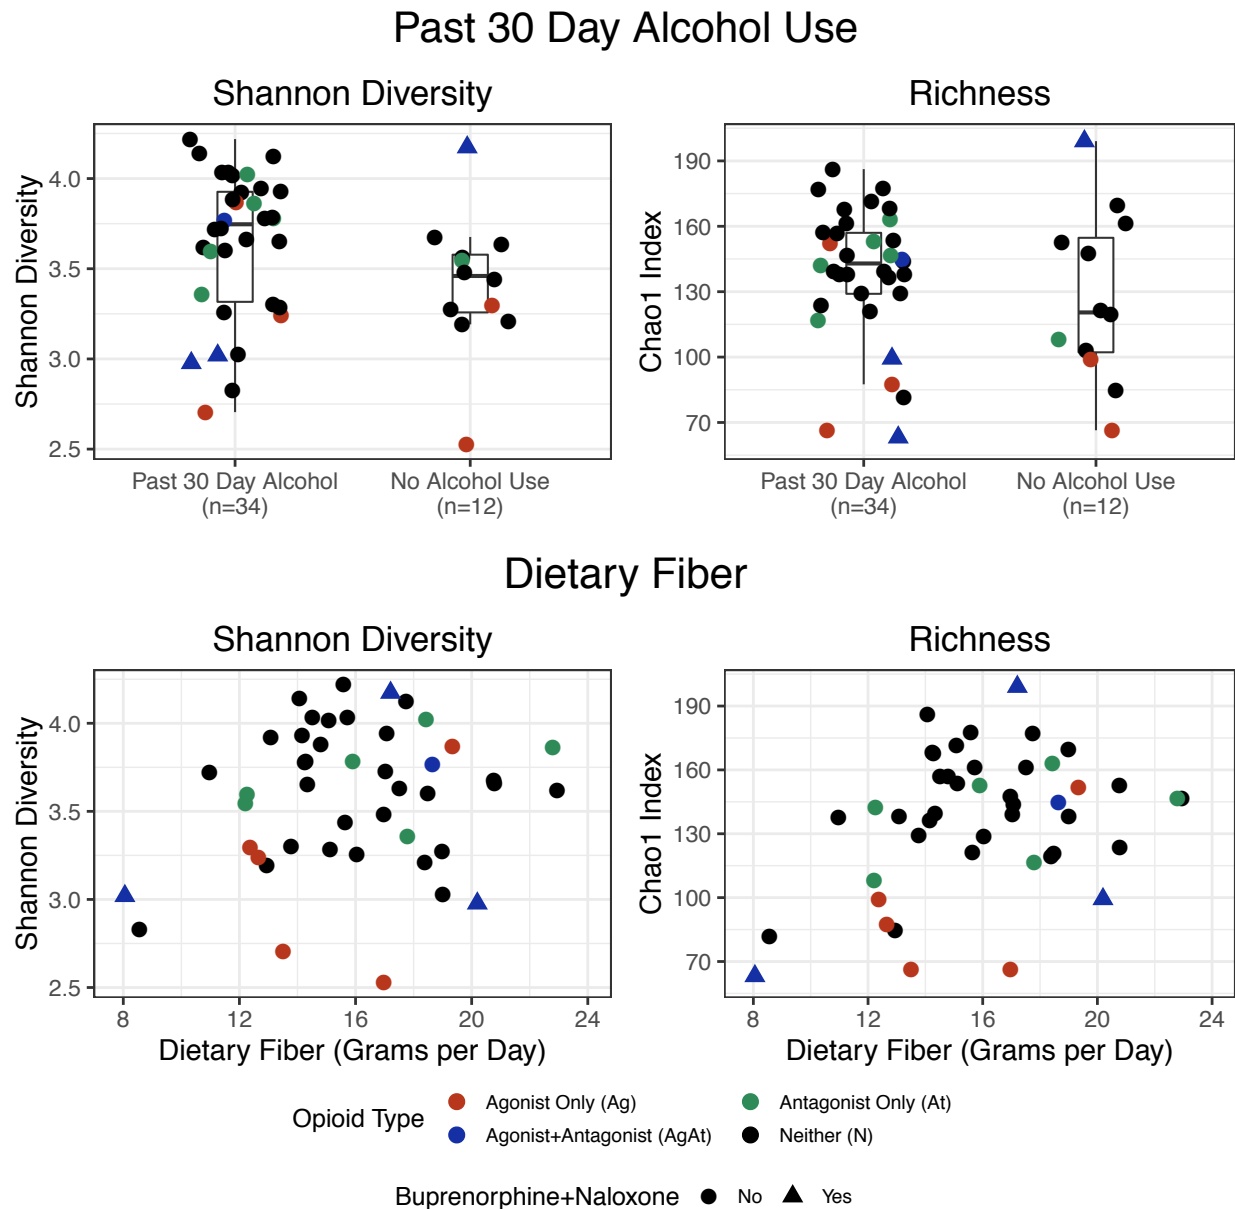 Past 30 Day Alcohol Use
Shannon Diversity
Richness
Shannon Diversity
4.0
3.5
3.0
2.5
Past 30 Day Alcohol
(n=34)
No Alcohol Use
(n=12)
Chao1 Index
190
160
130
100
70
Past 30 Day Alcohol
(n=34)
No Alcohol Use
(n=12)
Dietary Fiber
Shannon Diversity
Richness
Shannon Diversity
4.0
3.5
3.0
2.5
8 12 16 20 24
Dietary Fiber (Grams per Day)
Chao1 Index
190
160
130
100
70
8 12 16 20 24
Dietary Fiber (Grams per Day)
Opioid Type
Agonist Only (Ag)
Antagonist Only (At)
Agonist+Antagonist (AgAt)
Neither (N)
Buprenorphine+Naloxone No Yes